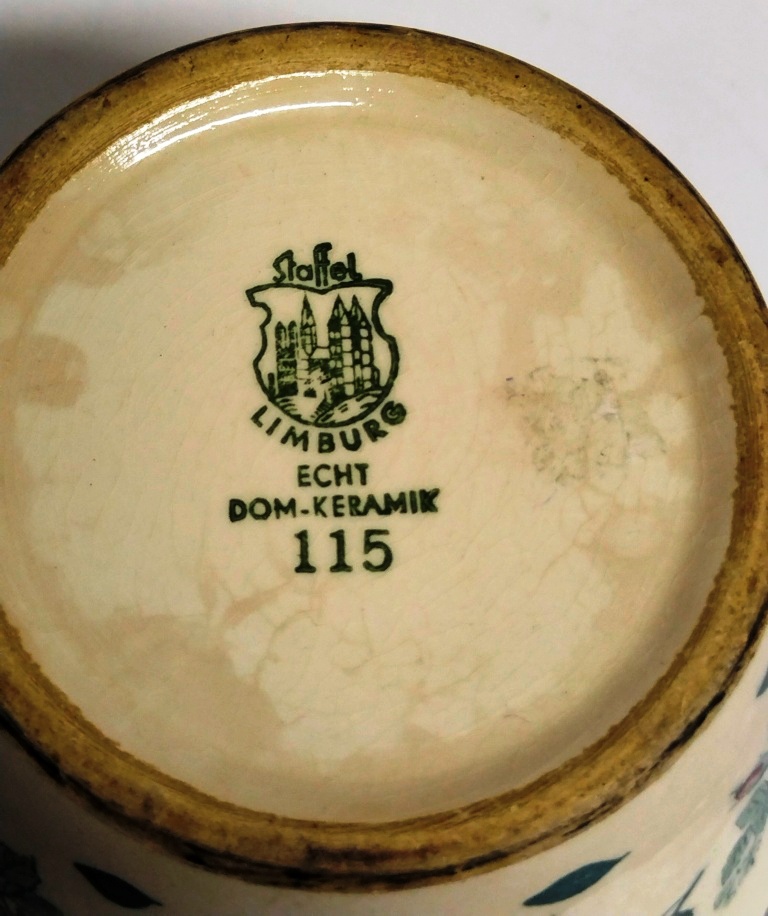 Staffel
LIMBURG
ECHT
DOM-KERAMIK
115